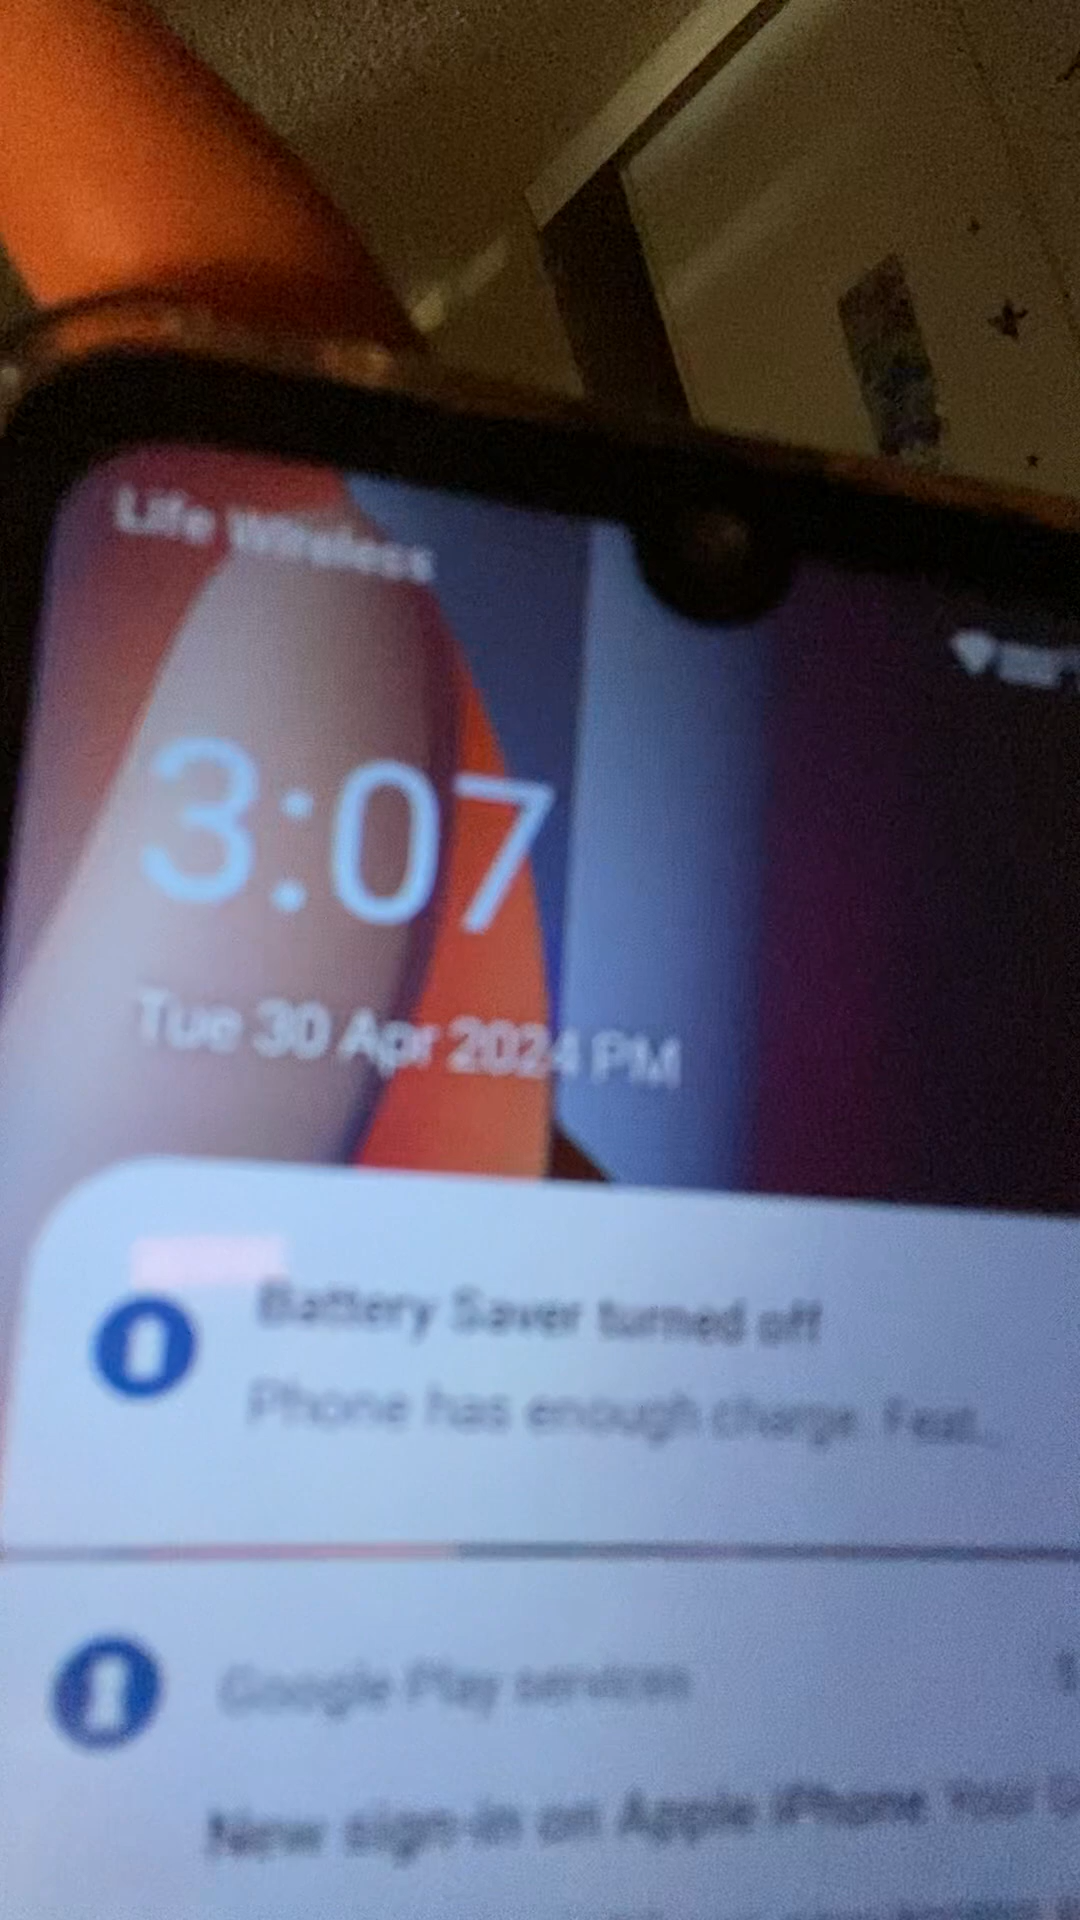 Life Wireless
3:07
Tue 30 Apr 2024 PM
Battery Saver turned off
Phone has enough charge. Feat...
Google Play services
New sign-in on Apple iPhone Your